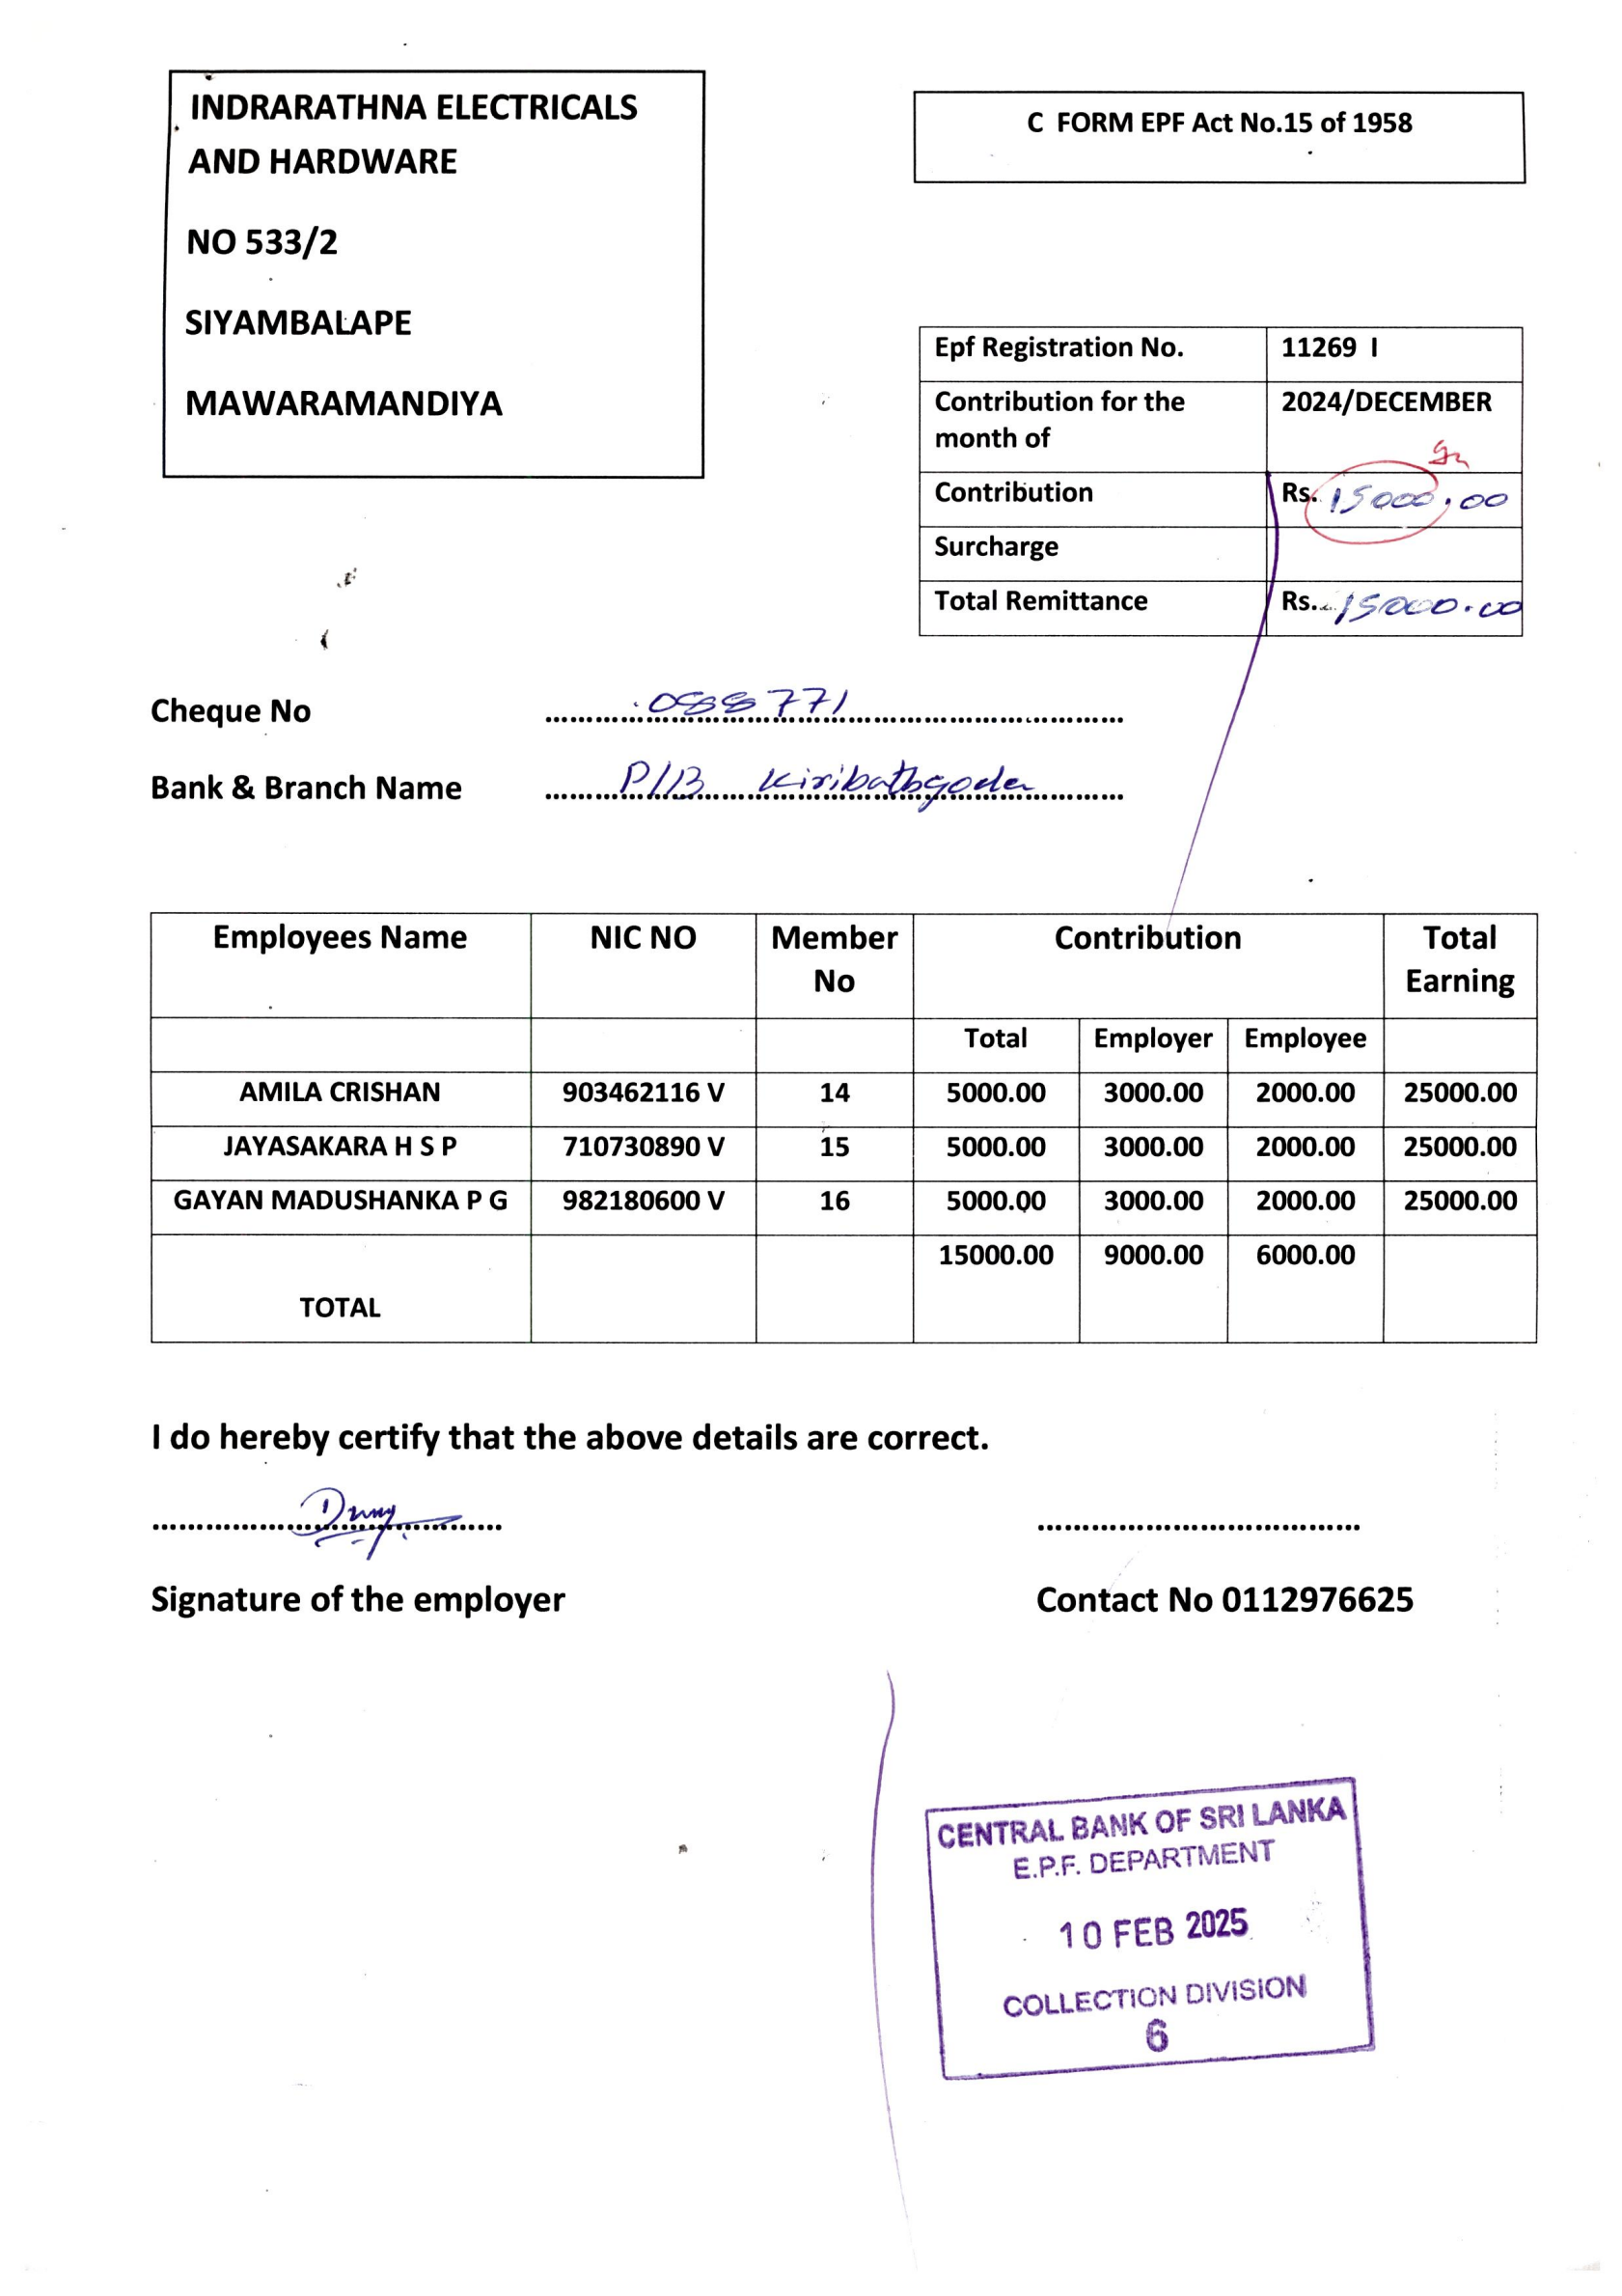 INDRARATHNA ELECTRICALS
AND HARDWARE
NO 533/2
SIYAMBALAPE
MAWARAMANDIYA
C FORM EPF Act No.15 of 1958
Epf Registration No. 11269 I
Contribution for the month of 2024/DECEMBER
Contribution Rs. 15000.00
Surcharge
Total Remittance Rs. 15000.00
Cheque No 088771
Bank & Branch Name P/B Kiribathgoda
Employees Name NIC NO Member No Contribution Total Earning
Total Employer Employee
AMILA CRISHAN 903462116 V 14 5000.00 3000.00 2000.00 25000.00
JAYASAKARA H S P 710730890 V 15 5000.00 3000.00 2000.00 25000.00
GAYAN MADUSHANKA P G 982180600 V 16 5000.00 3000.00 2000.00 25000.00
TOTAL 15000.00 9000.00 6000.00
I do hereby certify that the above details are correct.
Signature of the employer Contact No 0112976625
CENTRAL BANK OF SRI LANKA
E.P.F. DEPARTMENT
10 FEB 2025
COLLECTION DIVISION
6